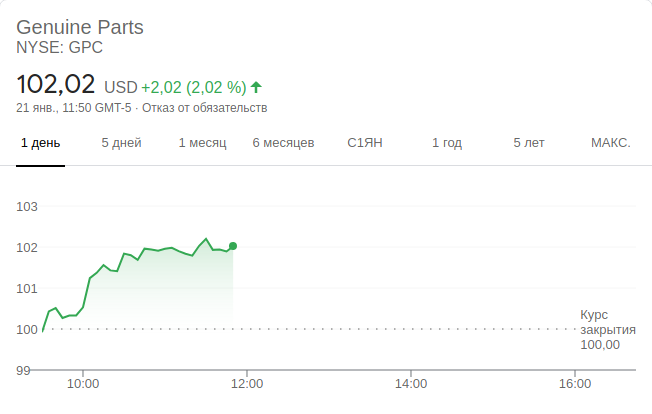 Genuine Parts
NYSE: GPC
102,02 USD +2,02 (2,02 %)
21 янв., 11:50 GMT-5 · Отказ от обязательств
1 день 5 дней 1 месяц 6 месяцев С1ЯН 1 год 5 лет МАКС.
103
102
101
100
99
Курс
закрытия
100,00
10:00 12:00 14:00 16:00